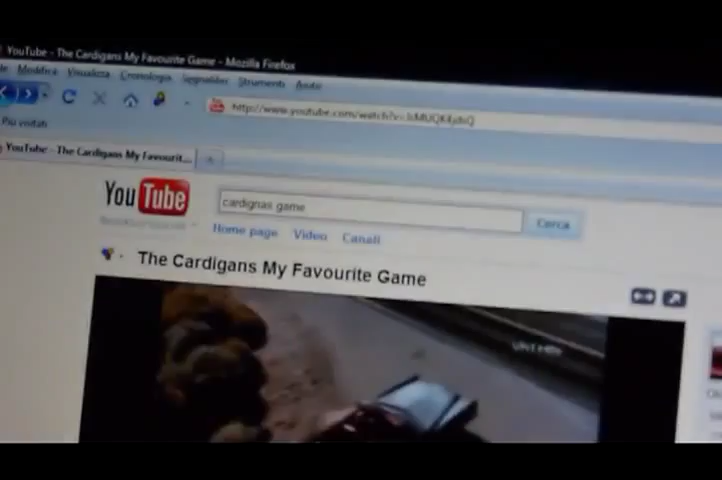 YouTube - The Cardigans My Favourite Game - Mozilla Firefox
Modifica Visualizza Cronologia Segnalibri Strumenti Aiuto
Più visitati
YouTube - The Cardigans My Favourit...
YouTube
cardignas game
Cerca
Home page Video Canali
The Cardigans My Favourite Game